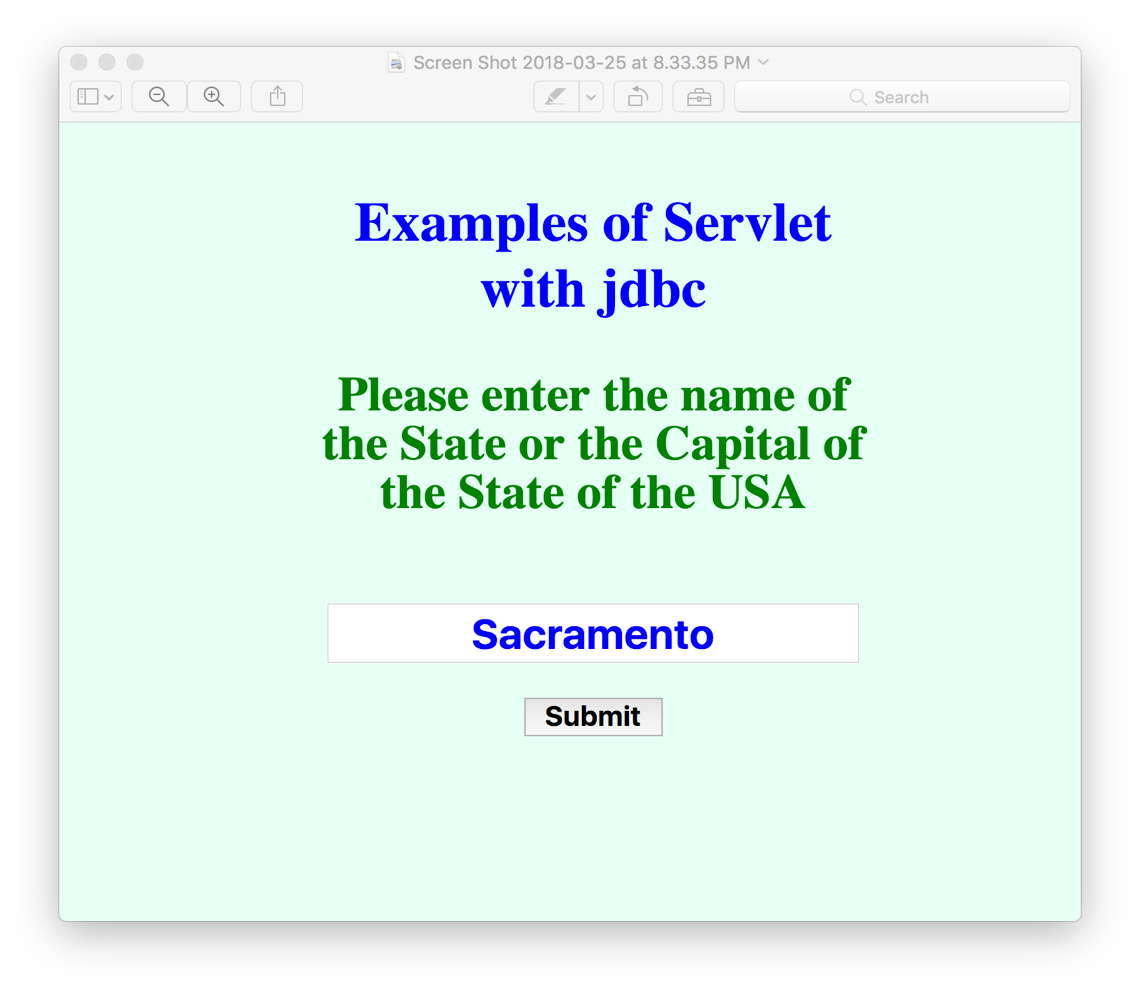 Screen Shot 2018-03-25 at 8.33.35 PM
Search
Examples of Servlet
with jdbc
Please enter the name of
the State or the Capital of
the State of the USA
Sacramento
Submit